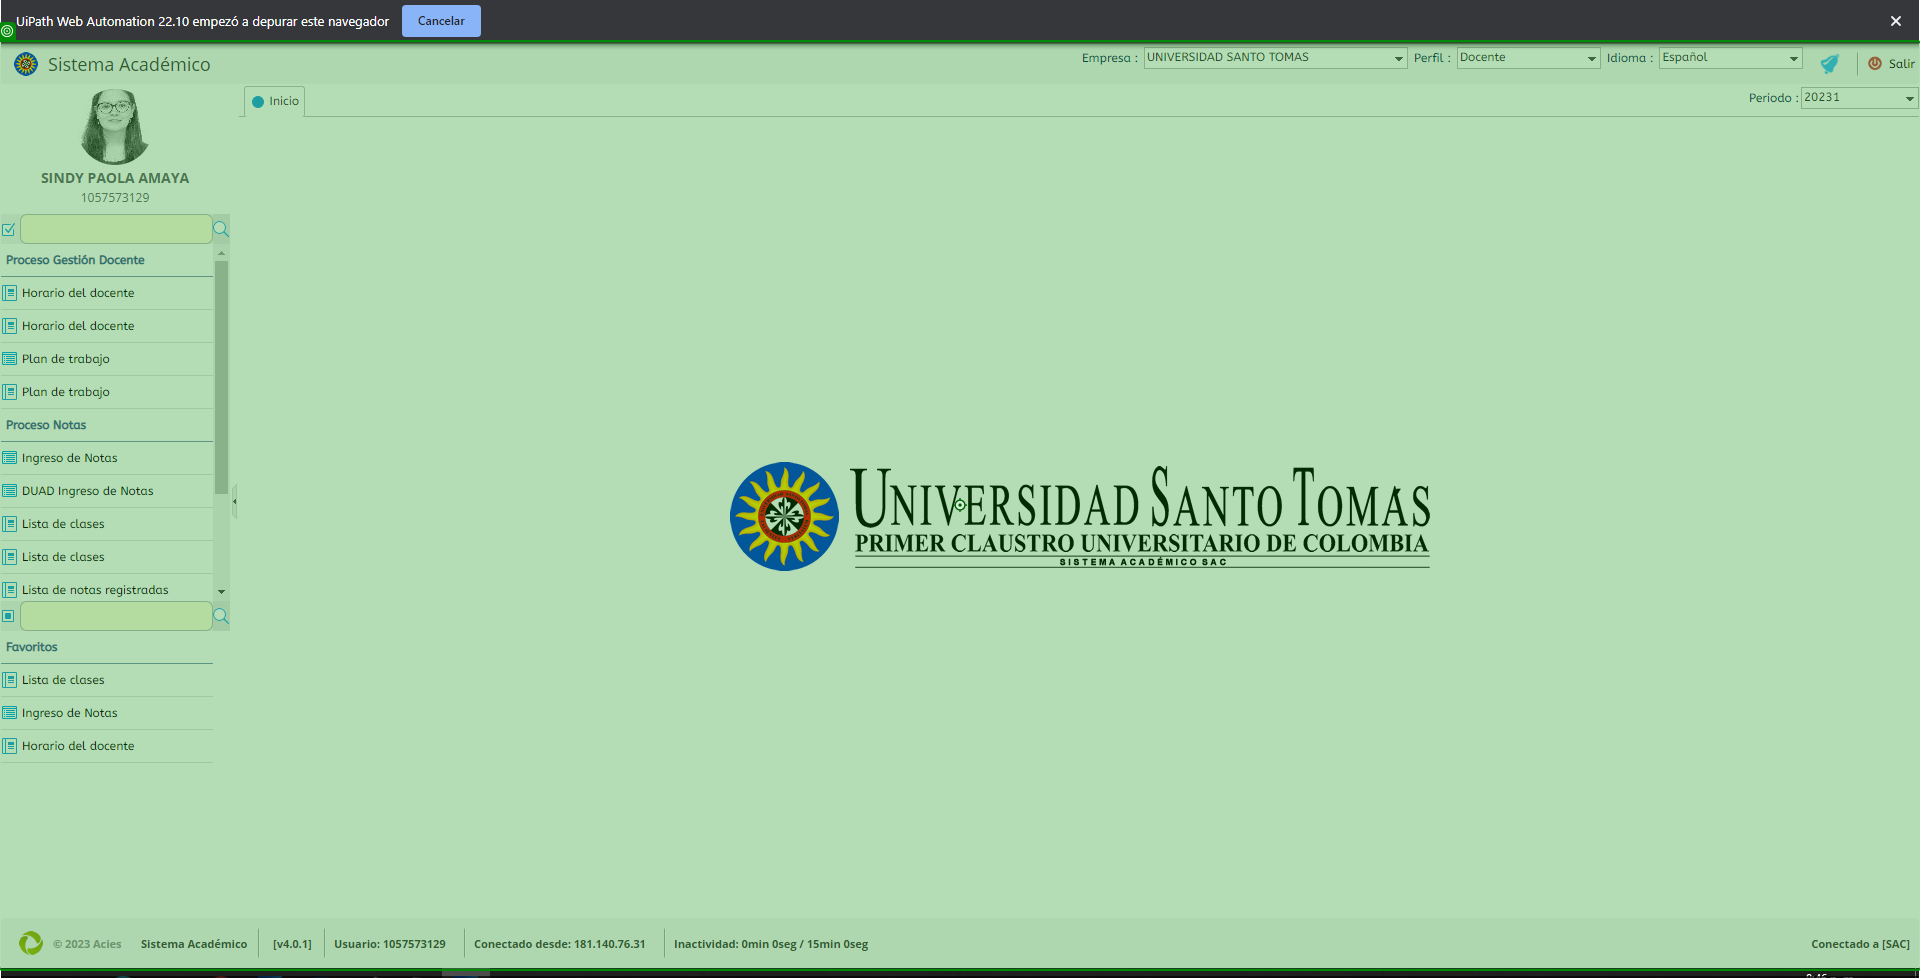 UiPath Web Automation 22.10 empezó a depurar este navegador Cancelar
Sistema Académico Empresa : UNIVERSIDAD SANTO TOMAS Perfil : Docente Idioma : Español Salir
Inicio Periodo : 20231
SINDY PAOLA AMAYA
1057573129
Proceso Gestión Docente
Horario del docente
Horario del docente
Plan de trabajo
Plan de trabajo
Proceso Notas
Ingreso de Notas
DUAD Ingreso de Notas
Lista de clases
Lista de clases
Lista de notas registradas
Favoritos
Lista de clases
Ingreso de Notas
Horario del docente
UNIVERSIDAD SANTO TOMÁS
PRIMER CLAUSTRO UNIVERSITARIO DE COLOMBIA
SISTEMA ACADÉMICO SAC
© 2023 Acies Sistema Académico [v4.0.1] Usuario: 1057573129 Conectado desde: 181.140.76.31 Inactividad: 0min 0seg / 15min 0seg Conectado a [SAC]